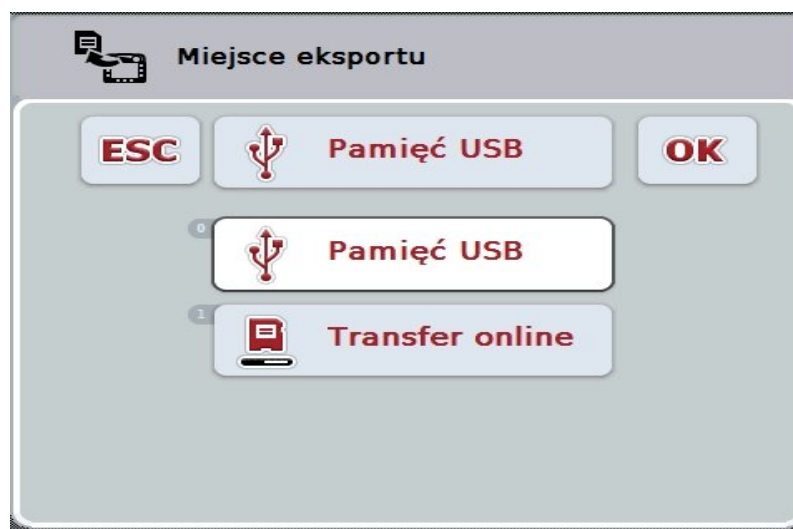 Miejsce eksportu
ESC Pamięć USB OK
0 Pamięć USB
1 Transfer online